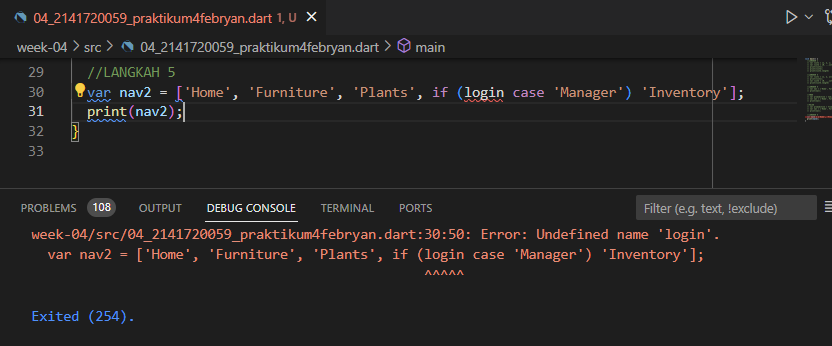 04_2141720059_praktikum4febryan.dart 1, U
week-04 > src > 04_2141720059_praktikum4febryan.dart > main
29 //LANGKAH 5
30 var nav2 = ['Home', 'Furniture', 'Plants', if (login case 'Manager') 'Inventory'];
31 print(nav2);
32 }
33
PROBLEMS 108 OUTPUT DEBUG CONSOLE TERMINAL PORTS Filter (e.g. text, !exclude)
week-04/src/04_2141720059_praktikum4febryan.dart:30:50: Error: Undefined name 'login'.
var nav2 = ['Home', 'Furniture', 'Plants', if (login case 'Manager') 'Inventory'];
^^^^^
Exited (254).